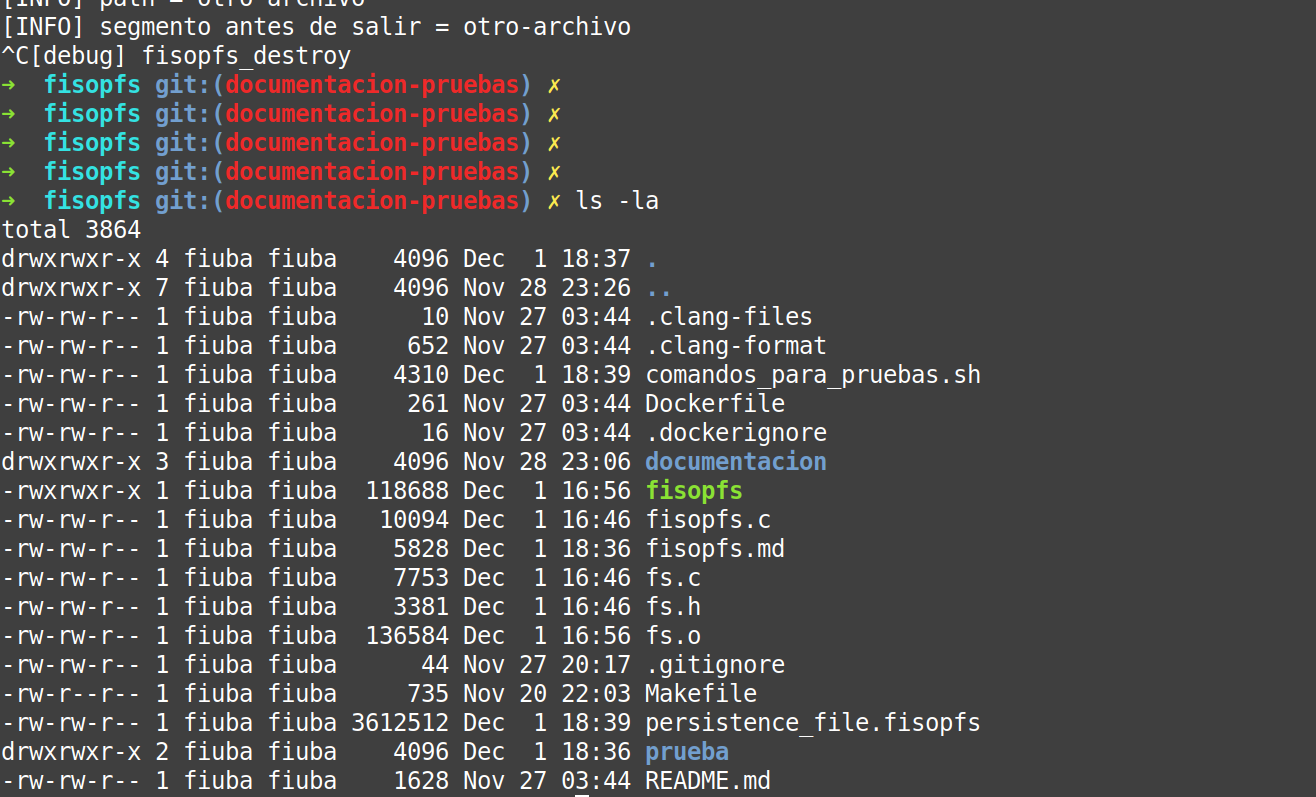 [INFO] path = otro-archivo
[INFO] segmento antes de salir = otro-archivo
^C[debug] fisopfs_destroy
➜  fisopfs git:(documentacion-pruebas) ✗
➜  fisopfs git:(documentacion-pruebas) ✗
➜  fisopfs git:(documentacion-pruebas) ✗
➜  fisopfs git:(documentacion-pruebas) ✗
➜  fisopfs git:(documentacion-pruebas) ✗ ls -la
total 3864
drwxrwxr-x 4 fiuba fiuba    4096 Dec  1 18:37 .
drwxrwxr-x 7 fiuba fiuba    4096 Nov 28 23:26 ..
-rw-rw-r-- 1 fiuba fiuba      10 Nov 27 03:44 .clang-files
-rw-rw-r-- 1 fiuba fiuba     652 Nov 27 03:44 .clang-format
-rw-rw-r-- 1 fiuba fiuba    4310 Dec  1 18:39 comandos_para_pruebas.sh
-rw-rw-r-- 1 fiuba fiuba     261 Nov 27 03:44 Dockerfile
-rw-rw-r-- 1 fiuba fiuba      16 Nov 27 03:44 .dockerignore
drwxrwxr-x 3 fiuba fiuba    4096 Nov 28 23:06 documentacion
-rwxrwxr-x 1 fiuba fiuba  118688 Dec  1 16:56 fisopfs
-rw-rw-r-- 1 fiuba fiuba   10094 Dec  1 16:46 fisopfs.c
-rw-rw-r-- 1 fiuba fiuba    5828 Dec  1 18:36 fisopfs.md
-rw-rw-r-- 1 fiuba fiuba    7753 Dec  1 16:46 fs.c
-rw-rw-r-- 1 fiuba fiuba    3381 Dec  1 16:46 fs.h
-rw-rw-r-- 1 fiuba fiuba  136584 Dec  1 16:56 fs.o
-rw-rw-r-- 1 fiuba fiuba      44 Nov 27 20:17 .gitignore
-rw-r--r-- 1 fiuba fiuba     735 Nov 20 22:03 Makefile
-rw-rw-r-- 1 fiuba fiuba 3612512 Dec  1 18:39 persistence_file.fisopfs
drwxrwxr-x 2 fiuba fiuba    4096 Dec  1 18:36 prueba
-rw-rw-r-- 1 fiuba fiuba    1628 Nov 27 03:44 README.md